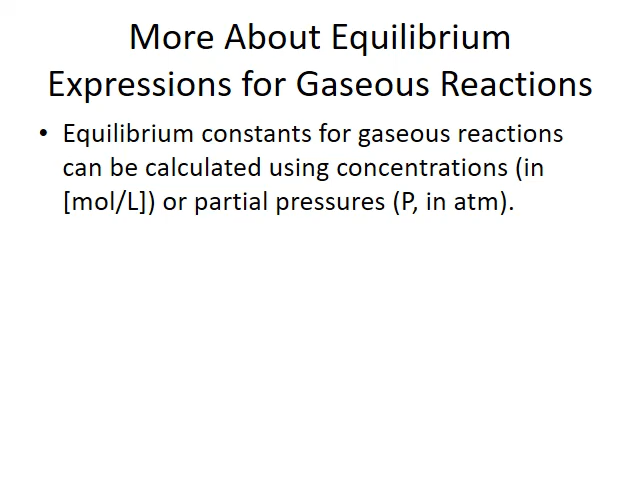 More About Equilibrium
Expressions for Gaseous Reactions
• Equilibrium constants for gaseous reactions
can be calculated using concentrations (in
[mol/L]) or partial pressures (P, in atm).